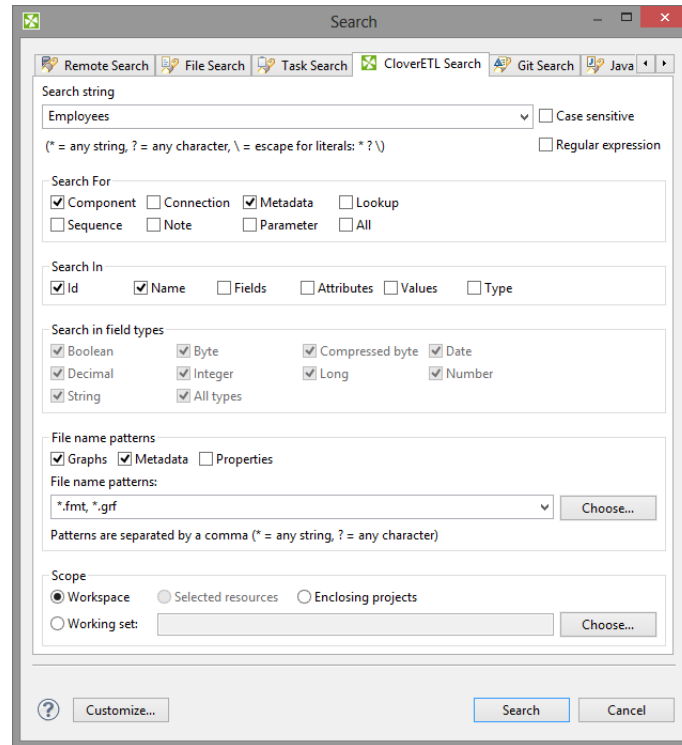 Search
Remote Search File Search Task Search CloverETL Search Git Search Java
Search string
Employees Case sensitive
(* = any string, ? = any character, \ = escape for literals: * ? \) Regular expression
Search For
Component Connection Metadata Lookup
Sequence Note Parameter All
Search In
Id Name Fields Attributes Values Type
Search in field types
Boolean Byte Compressed byte Date
Decimal Integer Long Number
String All types
File name patterns
Graphs Metadata Properties
File name patterns:
*.fmt, *.grf Choose...
Patterns are separated by a comma (* = any string, ? = any character)
Scope
Workspace Selected resources Enclosing projects
Working set: Choose...
? Customize... Search Cancel